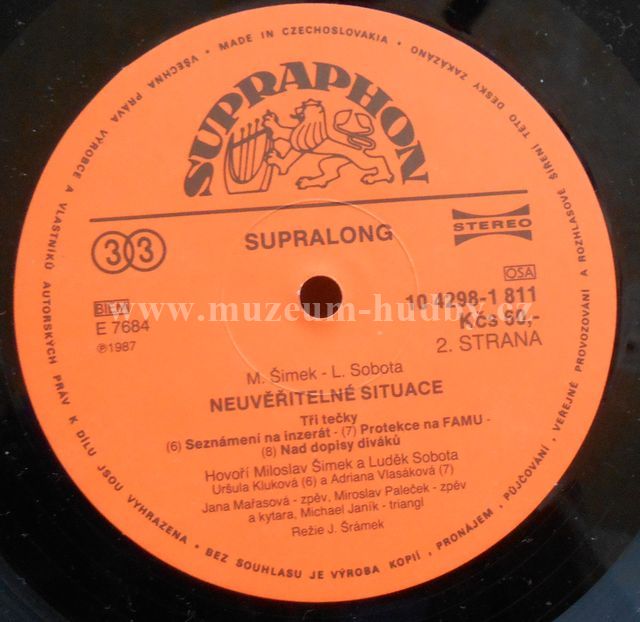 BEZ SOUHLASU JE VÝROBA KOPIÍ, PRONÁJEM, PŮJČOVÁNÍ, VEREJNÉ PROVOZOVÁNÍ A ROZHLASOVÉ ŠÍŘENÍ TÉTO DESKY ZAKÁZÁNO • MADE IN CZECHOSLOVAKIA • VŠECHNA PRÁVA VÝROBCE A VLASTNÍKŮ AUTORSKÝCH PRÁV K DÍLU JSOU VYHRAZENA •
SUPRAPHON
33
SUPRALONG
STEREO
OSA
BIEM
10 4298-1 811
E 7684
Kčs 50,-
℗1987
2. STRANA
www.muzeum-hudby.cz
M. Šimek - L. Sobota
NEUVĚŘITELNÉ SITUACE
Tři tečky
(6) Seznámení na inzerát - (7) Protekce na FAMU -
(8) Nad dopisy diváků
Hovoří Miloslav Šimek a Luděk Sobota
Uršula Kluková (6) a Adriana Vlasáková (7)
Jana Mařasová - zpěv, Miroslav Paleček - zpěv
a kytara, Michael Janík - triangl
Režie J. Šrámek